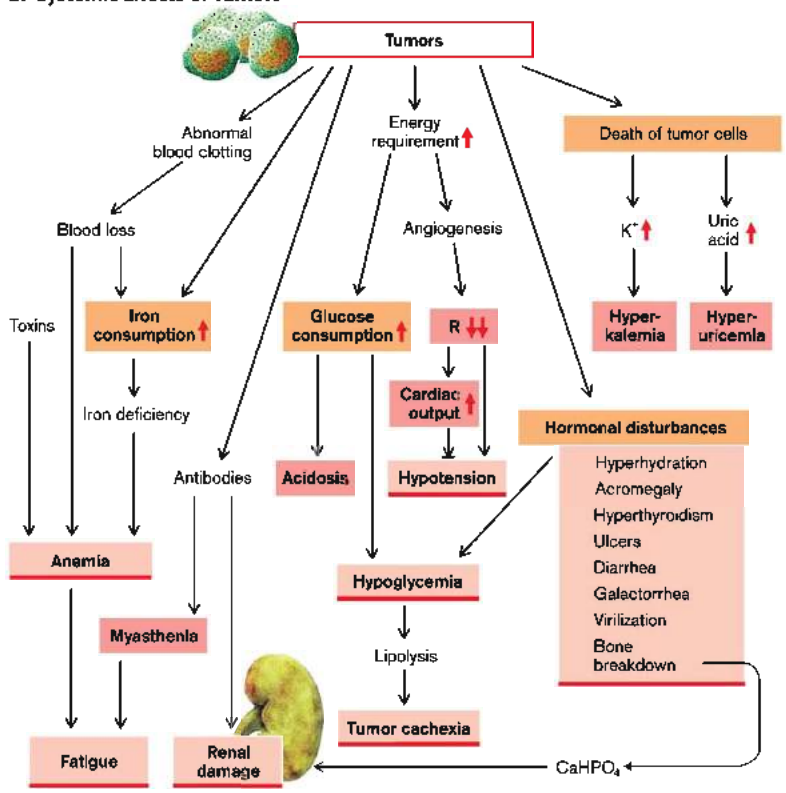 Tumors
Abnormal
blood clotting
Energy
requirement
Death of tumor cells
Blood loss
Angiogenesis
K+
Uric
acid
Toxins
Iron
consumption
Glucose
consumption
R
Hyper-
kalemia
Hyper-
uricemia
Iron deficiency
Cardiac
output
Hormonal disturbances
Antibodies
Acidosis
Hypotension
Hyperhydration
Acromegaly
Hyperthyroidism
Ulcers
Diarrhea
Galactorrhea
Virilization
Bone
breakdown
Anemia
Hypoglycemia
Myasthenia
Lipolysis
Tumor cachexia
Fatigue
Renal
damage
CaHPO4